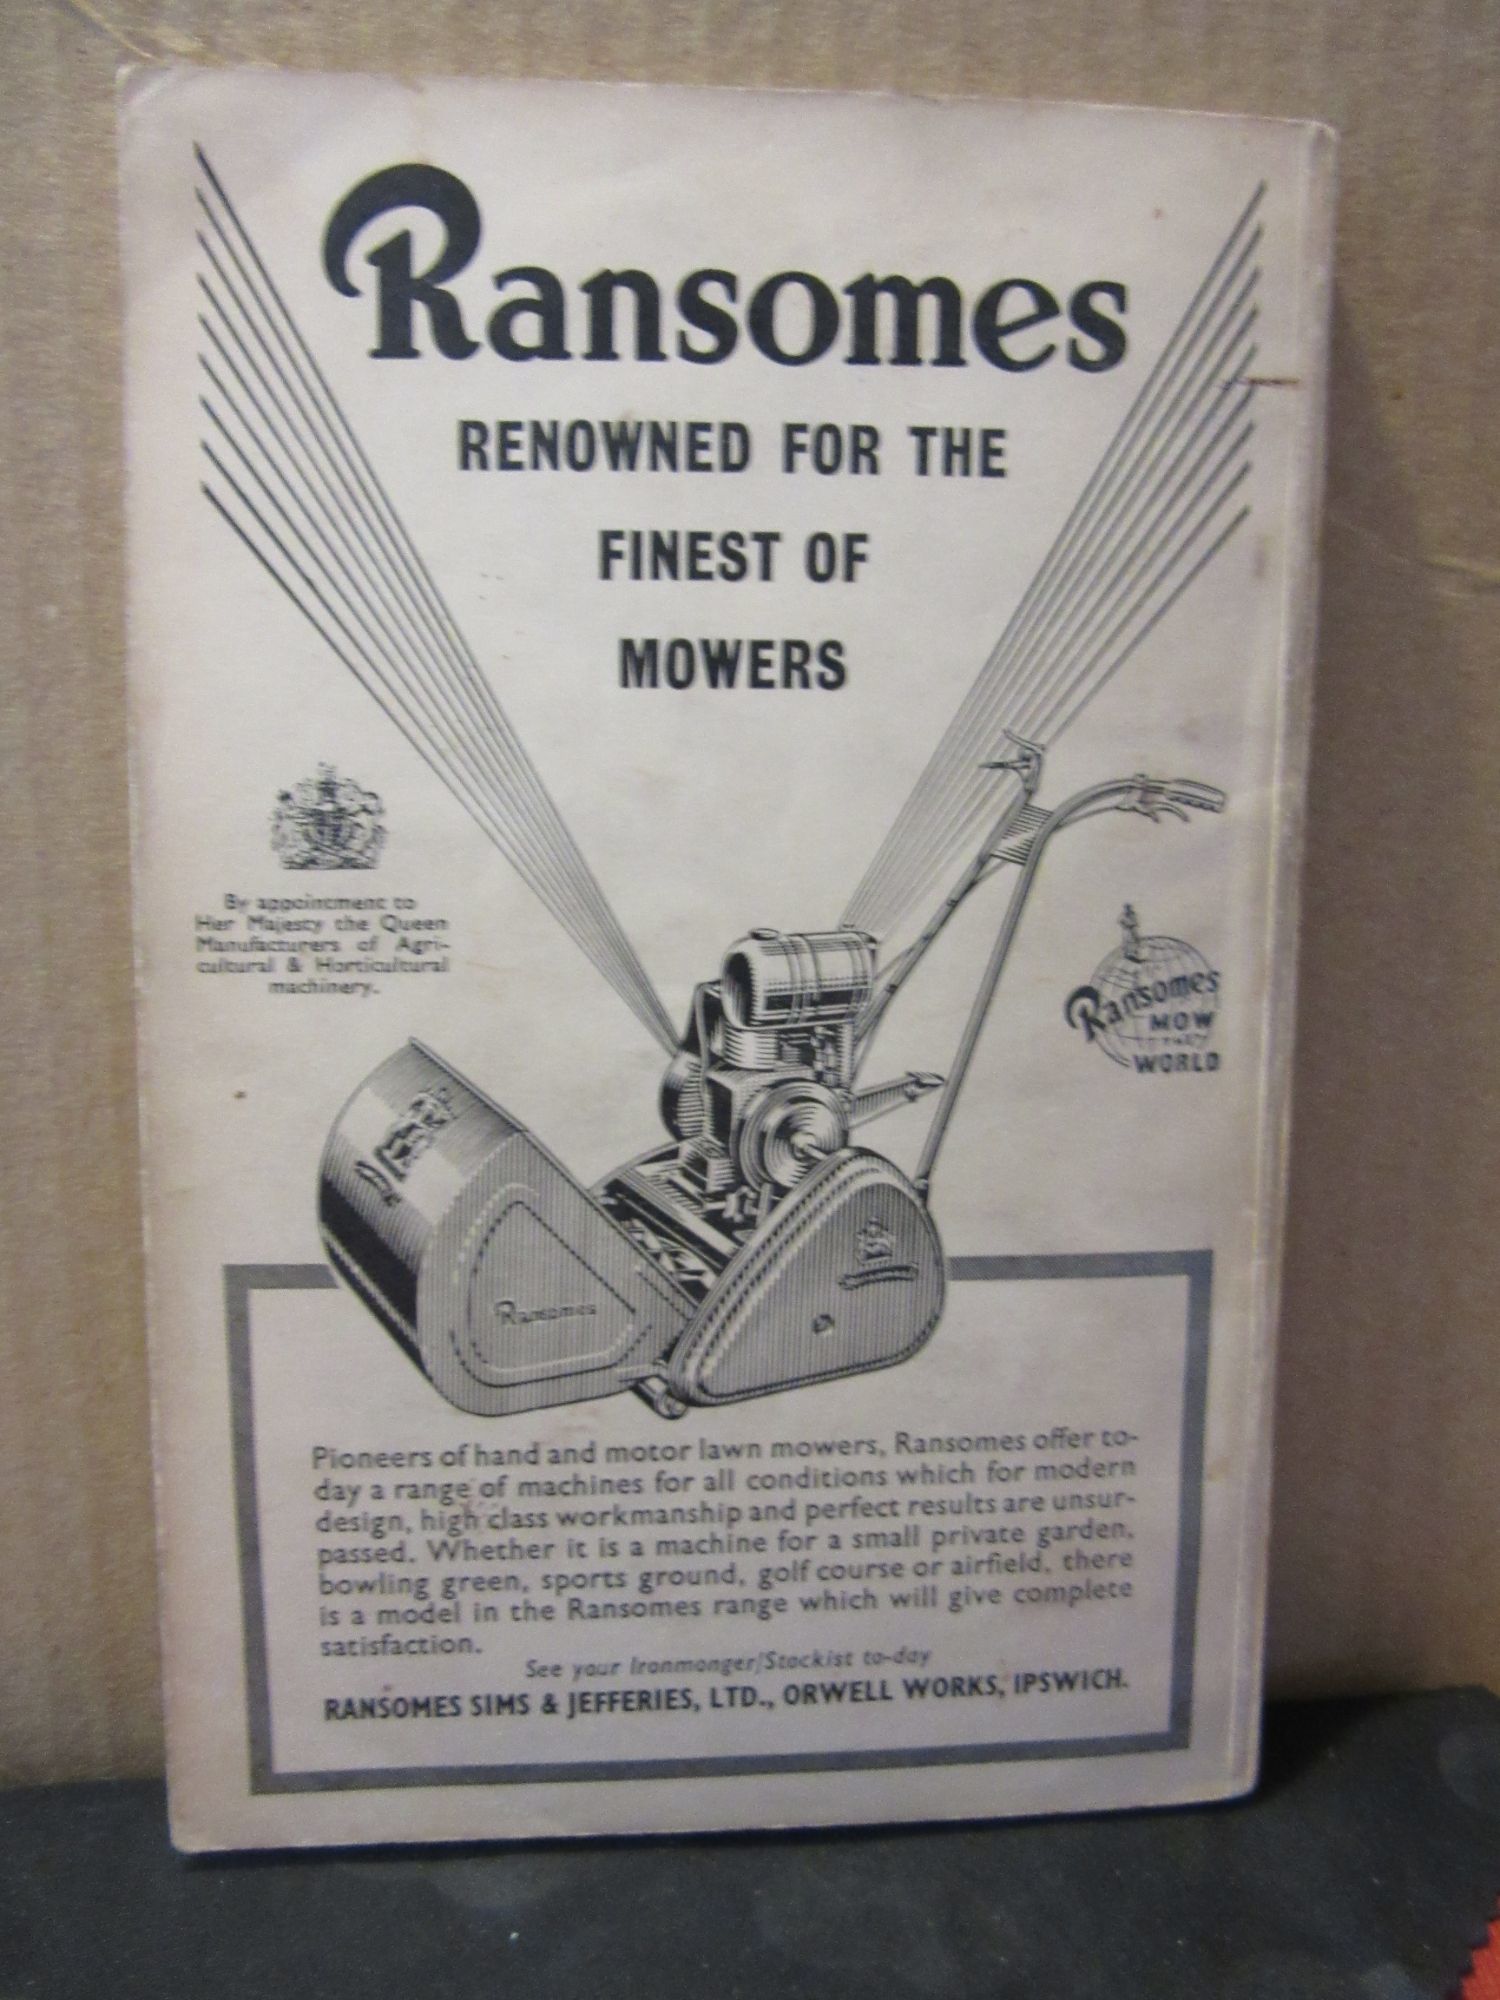 Ransomes
RENOWNED FOR THE
FINEST OF
MOWERS
By appointment to
Her Majesty the Queen
Manufacturers of Agri-
cultural & Horticultural
machinery.
Ransomes
MOW
THE
WORLD
Ransomes
Pioneers of hand and motor lawn mowers, Ransomes offer to-
day a range of machines for all conditions which for modern
design, high class workmanship and perfect results are unsur-
passed. Whether it is a machine for a small private garden,
bowling green, sports ground, golf course or airfield, there
is a model in the Ransomes range which will give complete
satisfaction.
See your Ironmonger/Stockist to-day
RANSOMES SIMS & JEFFERIES, LTD., ORWELL WORKS, IPSWICH.